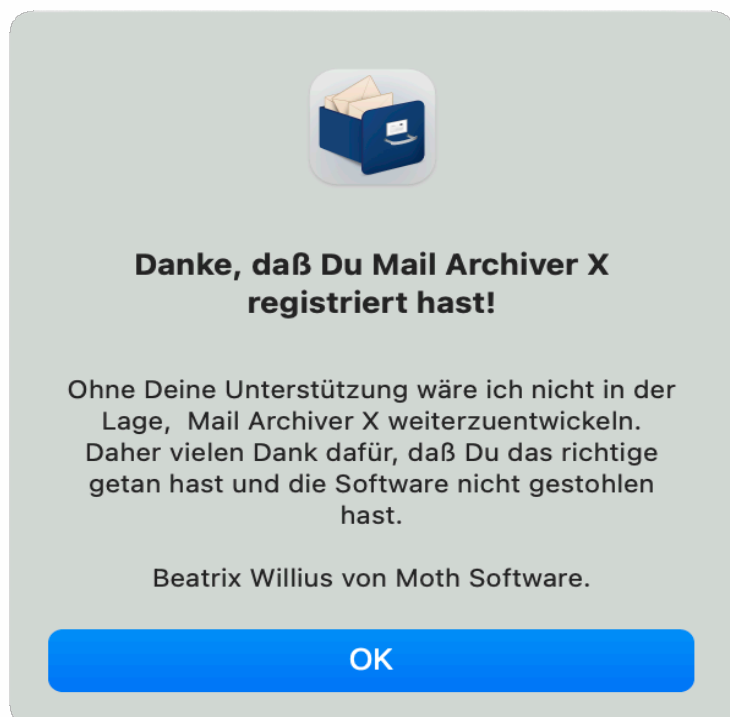 Danke, daß Du Mail Archiver X
registriert hast!
Ohne Deine Unterstützung wäre ich nicht in der
Lage,  Mail Archiver X weiterzuentwickeln.
Daher vielen Dank dafür, daß Du das richtige
getan hast und die Software nicht gestohlen
hast.
Beatrix Willius von Moth Software.
OK